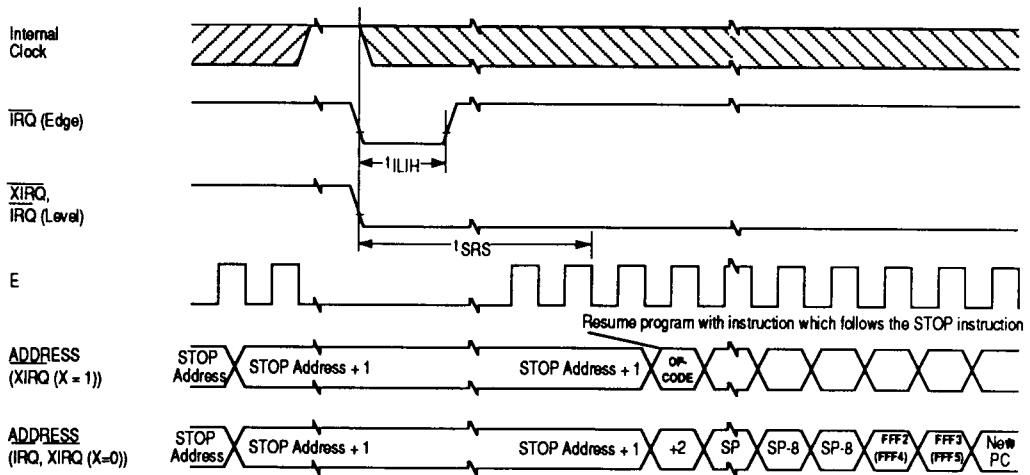 Internal
Clock
IRQ (Edge)
tILIH
XIRQ,
IRQ (Level)
tSRS
E
Resume program with instruction which follows the STOP instruction
ADDRESS
(XIRQ (X = 1))
STOP
Address
STOP Address + 1
STOP Address + 1
OP-
CODE
ADDRESS
(IRQ, XIRQ (X=0))
STOP
Address
STOP Address + 1
STOP Address + 1
+2
SP
SP-8
SP-8
FFF2
(FFF4)
FFF3
(FFF5)
New
PC